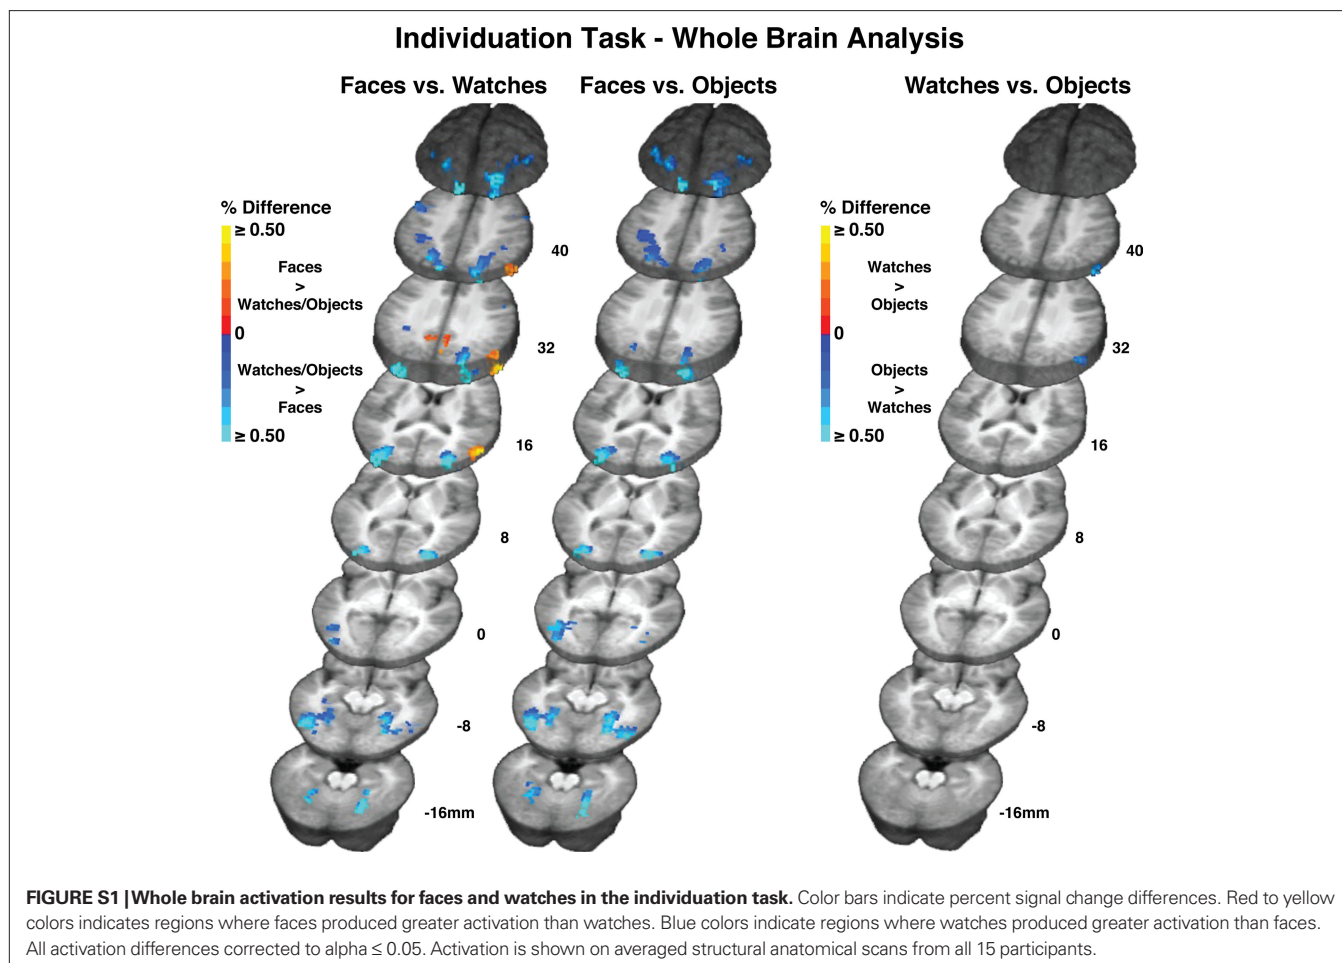 Individuation Task - Whole Brain Analysis
Faces vs. Watches
Faces vs. Objects
Watches vs. Objects
% Difference
≥ 0.50
Faces
>
Watches/Objects
0
Watches/Objects
>
Faces
≥ 0.50
40
32
16
8
0
-8
-16mm
% Difference
≥ 0.50
Watches
>
Objects
0
Objects
>
Watches
≥ 0.50
40
32
16
8
0
-8
-16mm
FIGURE S1 | Whole brain activation results for faces and watches in the individuation task. Color bars indicate percent signal change differences. Red to yellow
colors indicates regions where faces produced greater activation than watches. Blue colors indicate regions where watches produced greater activation than faces.
All activation differences corrected to alpha ≤ 0.05. Activation is shown on averaged structural anatomical scans from all 15 participants.